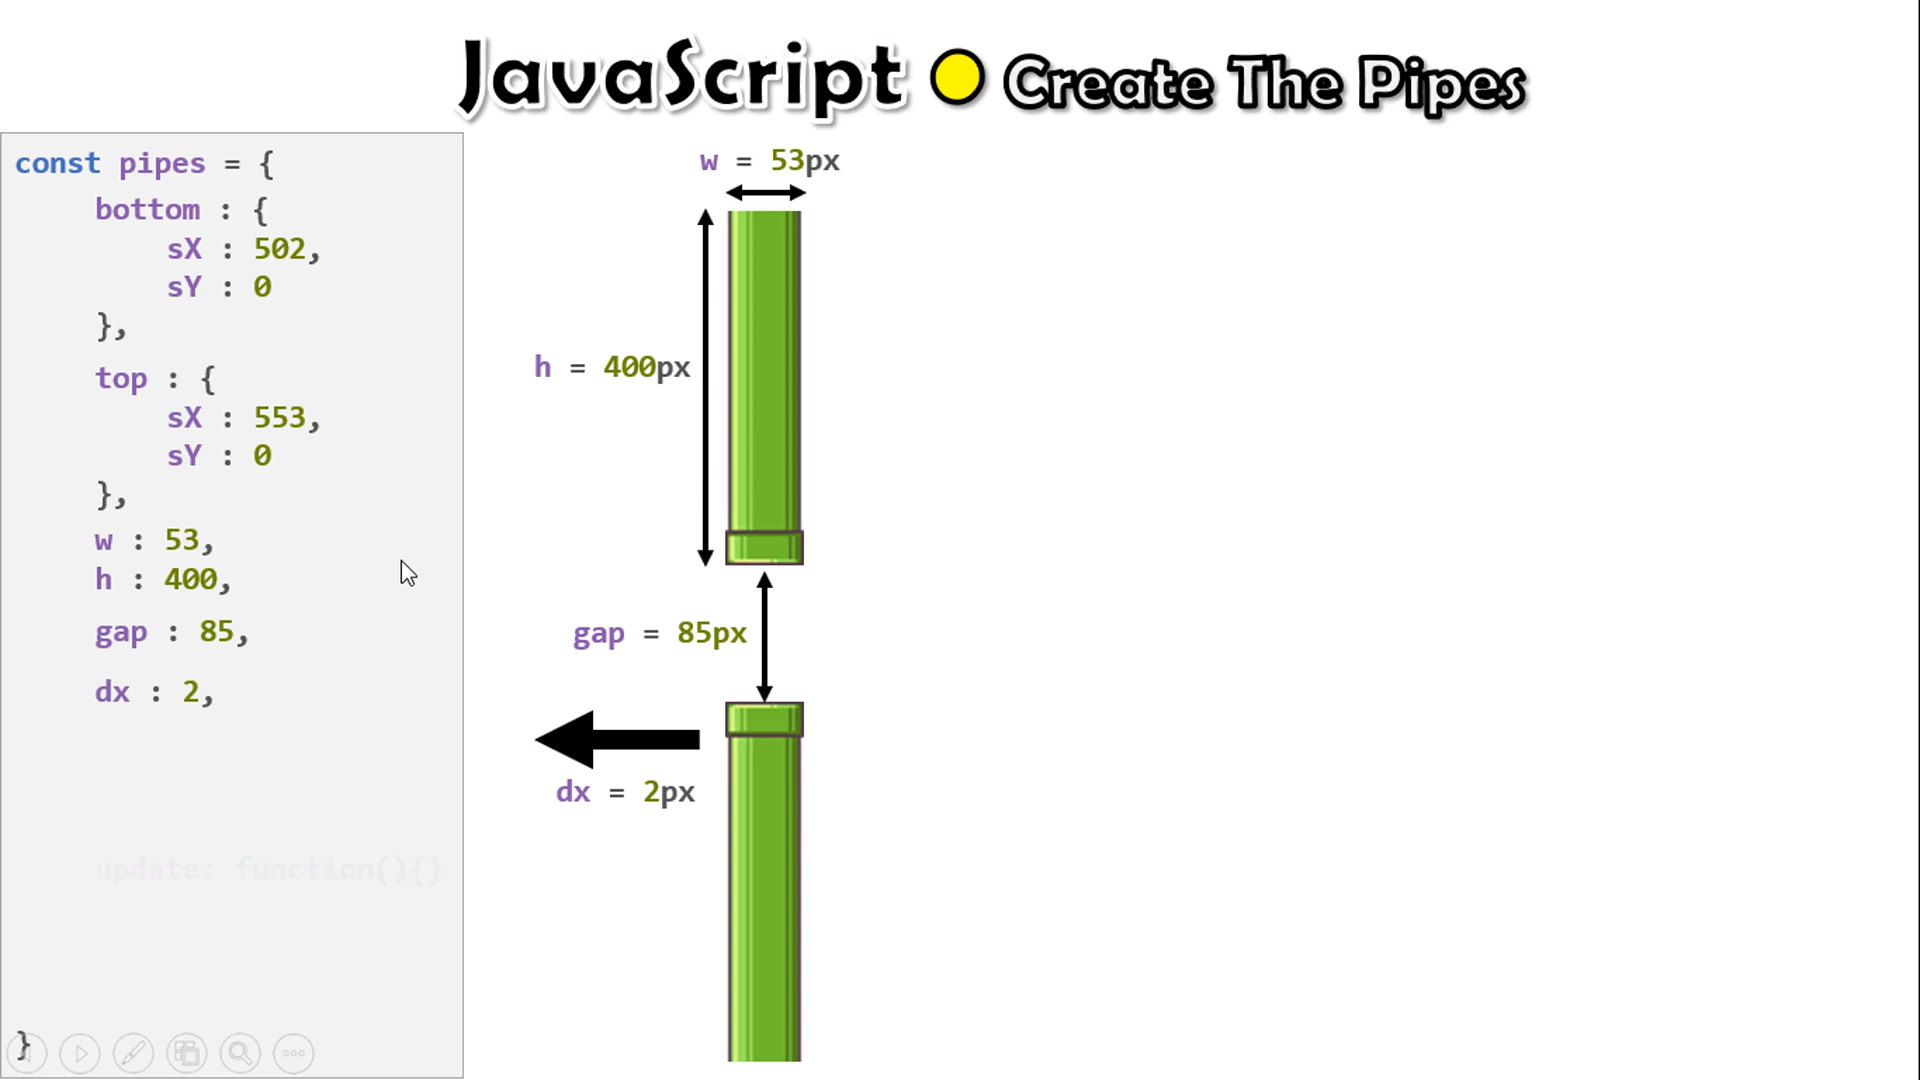 JavaScript Create The Pipes
const pipes = {
bottom : {
sX : 502,
sY : 0
},
top : {
sX : 553,
sY : 0
},
w : 53,
h : 400,
gap : 85,
dx : 2,
update: function(){}
}
w = 53px
h = 400px
gap = 85px
dx = 2px